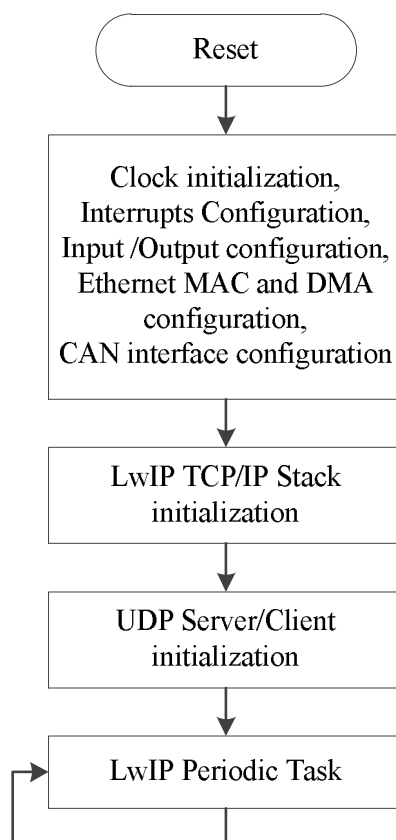 Reset
Clock initialization,
Interrupts Configuration,
Input /Output configuration,
Ethernet MAC and DMA
configuration,
CAN interface configuration
LwIP TCP/IP Stack
initialization
UDP Server/Client
initialization
LwIP Periodic Task